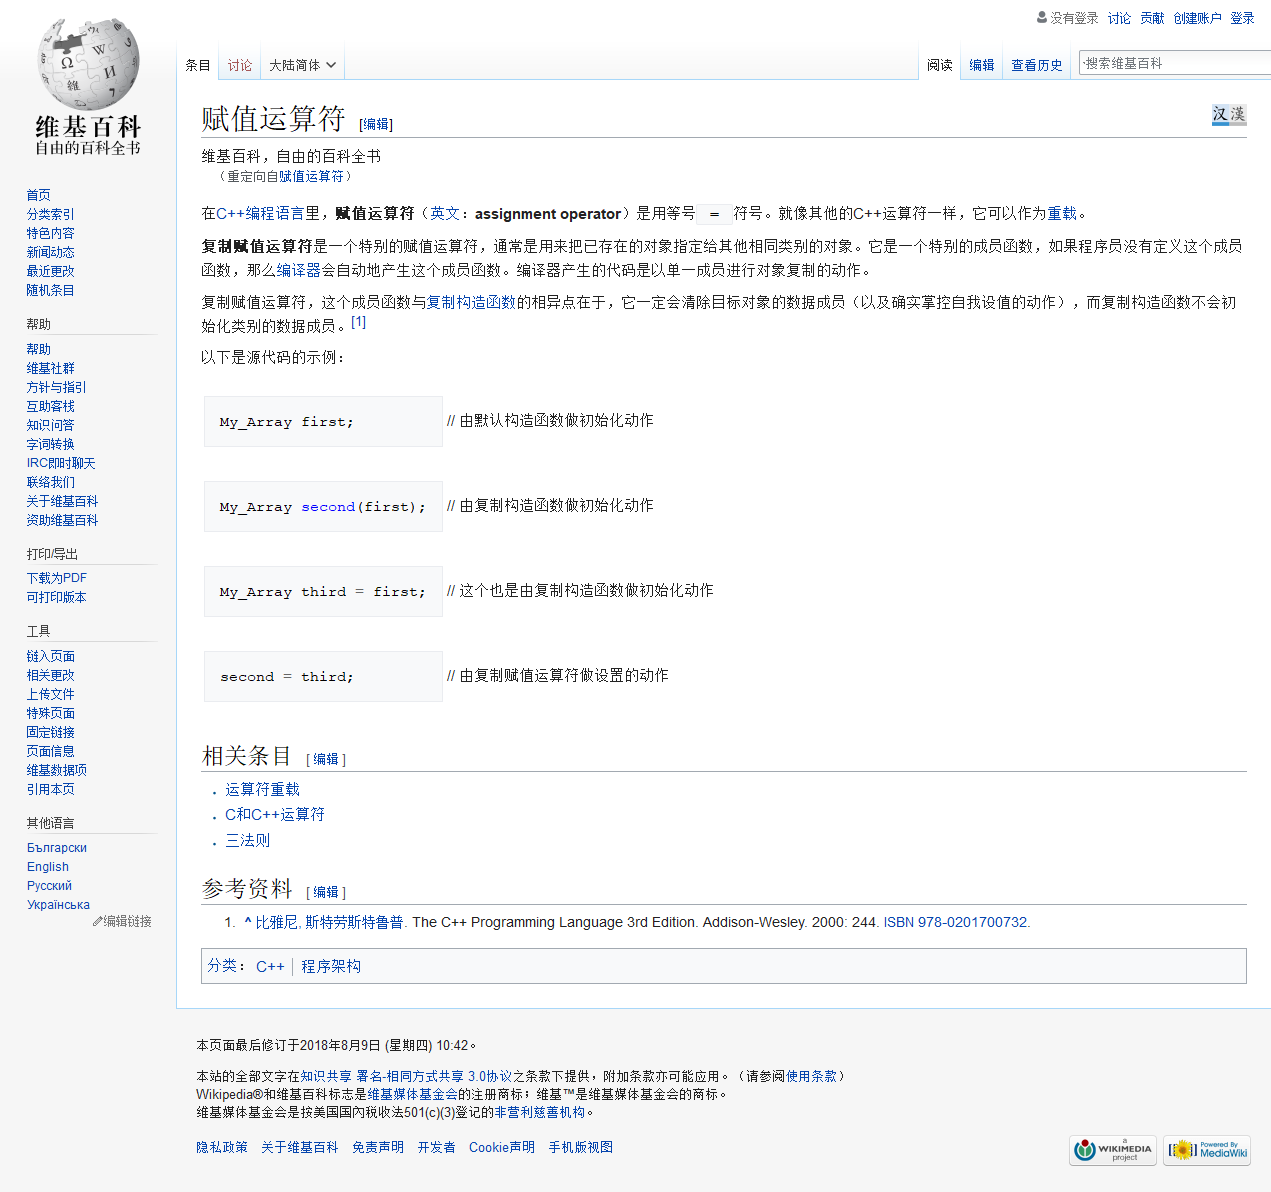 没有登录 讨论 贡献 创建账户 登录
条目 讨论 大陆简体 阅读 编辑 查看历史 搜索维基百科
维基百科
自由的百科全书
赋值运算符 [编辑]
汉 漢
维基百科，自由的百科全书
（重定向自赋值运算符）
在C++编程语言里，赋值运算符（英文：assignment operator）是用等号 = 符号。就像其他的C++运算符一样，它可以作为重载。
复制赋值运算符是一个特别的赋值运算符，通常是用来把已存在的对象指定给其他相同类别的对象。它是一个特别的成员函数，如果程序员没有定义这个成员
函数，那么编译器会自动地产生这个成员函数。编译器产生的代码是以单一成员进行对象复制的动作。
复制赋值运算符，这个成员函数与复制构造函数的相异点在于，它一定会清除目标对象的数据成员（以及确实掌控自我设值的动作），而复制构造函数不会初
始化类别的数据成员。[1]
以下是源代码的示例：
My_Array first; // 由默认构造函数做初始化动作
My_Array second(first); // 由复制构造函数做初始化动作
My_Array third = first; // 这个也是由复制构造函数做初始化动作
second = third; // 由复制赋值运算符做设置的动作
相关条目 [ 编辑 ]
运算符重载
C和C++运算符
三法则
参考资料 [ 编辑 ]
1. ^ 比雅尼, 斯特劳斯特鲁普. The C++ Programming Language 3rd Edition. Addison-Wesley. 2000: 244. ISBN 978-0201700732.
分类： C++ 程序架构
首页
分类索引
特色内容
新闻动态
最近更改
随机条目
帮助
帮助
维基社群
方针与指引
互助客栈
知识问答
字词转换
IRC即时聊天
联络我们
关于维基百科
资助维基百科
打印/导出
下载为PDF
可打印版本
工具
链入页面
相关更改
上传文件
特殊页面
固定链接
页面信息
维基数据项
引用本页
其他语言
Български
English
Русский
Українська
编辑链接
本页面最后修订于2018年8月9日 (星期四) 10:42。
本站的全部文字在知识共享 署名-相同方式共享 3.0协议之条款下提供，附加条款亦可能应用。（请参阅使用条款）
Wikipedia®和维基百科标志是维基媒体基金会的注册商标；维基™是维基媒体基金会的商标。
维基媒体基金会是按美国国內税收法501(c)(3)登记的非营利慈善机构。
隐私政策 关于维基百科 免责声明 开发者 Cookie声明 手机版视图
a WIKIMEDIA project
Powered By MediaWiki